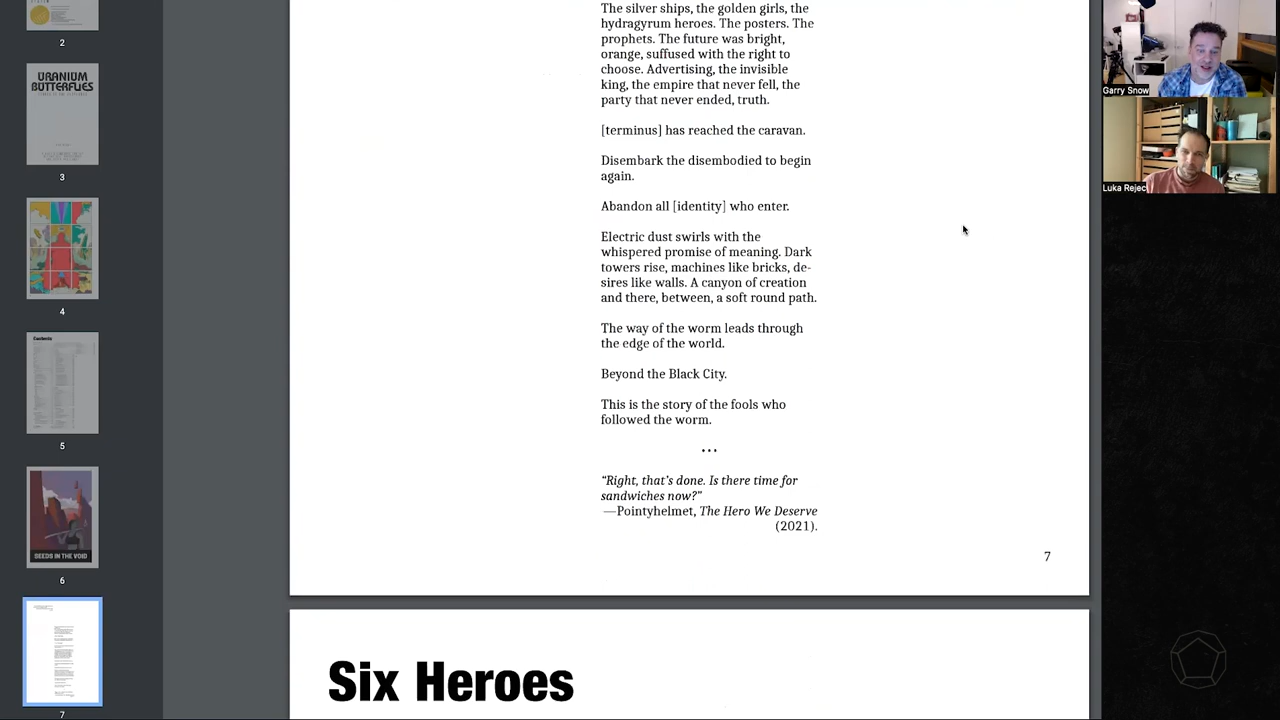 2
URANIUM
BUTTERFLIES
3
4
Contents
5
SEEDS IN THE VOID
6
7
The silver ships, the golden girls, the
hydragyrum heroes. The posters. The
prophets. The future was bright,
orange, suffused with the right to
choose. Advertising, the invisible
king, the empire that never fell, the
party that never ended, truth.
[terminus] has reached the caravan.
Disembark the disembodied to begin
again.
Abandon all [identity] who enter.
Electric dust swirls with the
whispered promise of meaning. Dark
towers rise, machines like bricks, de-
sires like walls. A canyon of creation
and there, between, a soft round path.
The way of the worm leads through
the edge of the world.
Beyond the Black City.
This is the story of the fools who
followed the worm.
•••
“Right, that’s done. Is there time for
sandwiches now?”
—Pointyhelmet, The Hero We Deserve
(2021).
7
Six Heroes
Garry Snow
Luka Rejec